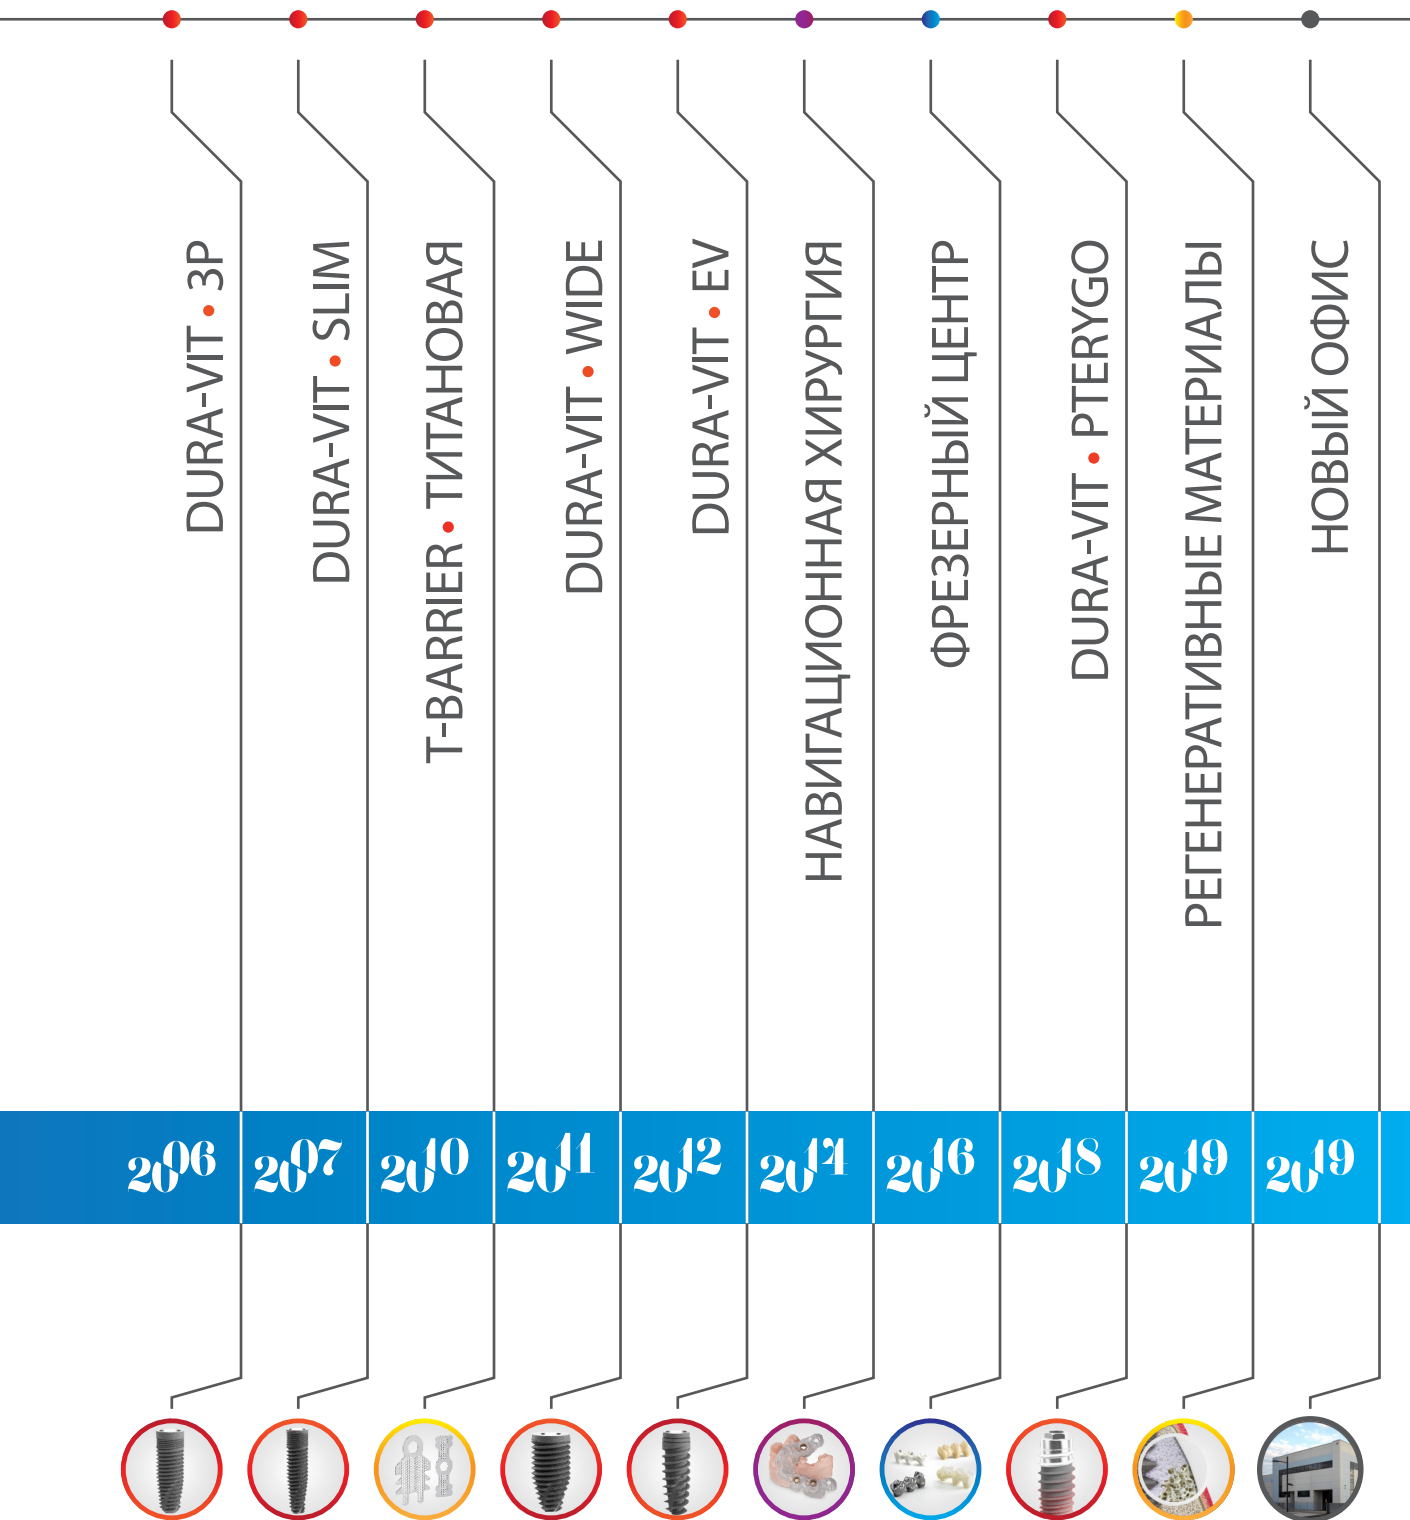 DURA-VIT • 3P
DURA-VIT • SLIM
T-BARRIER • ТИТАНОВАЯ
DURA-VIT • WIDE
DURA-VIT • EV
НАВИГАЦИОННАЯ ХИРУРГИЯ
ФРЕЗЕРНЫЙ ЦЕНТР
DURA-VIT • PTERYGO
РЕГЕНЕРАТИВНЫЕ МАТЕРИАЛЫ
НОВЫЙ ОФИС
2006
2007
2010
2011
2012
2014
2016
2018
2019
2019